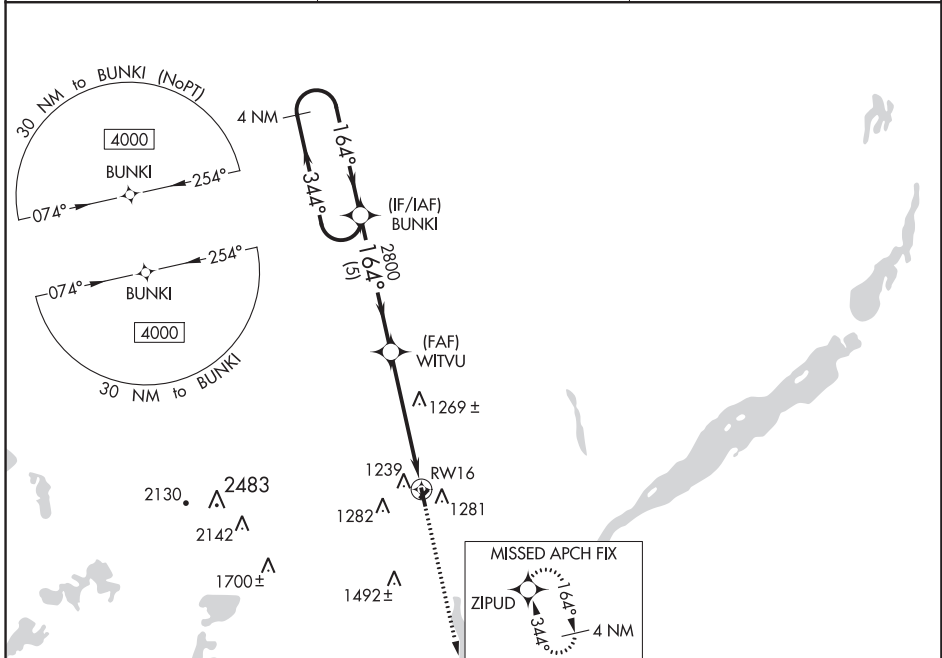 30 NM to BUNKI (NoPT)
4000
BUNKI
074°
254°
4 NM
164°
344°
(IF/IAF)
BUNKI
2800
164°
(5)
254°
074°
BUNKI
4000
30 NM to BUNKI
(FAF)
WITVU
1269 ±
1239
RW16
1281
1282
2130
2483
2142
1700 ±
1492 ±
MISSED APCH FIX
ZIPUD
164°
344°
4 NM